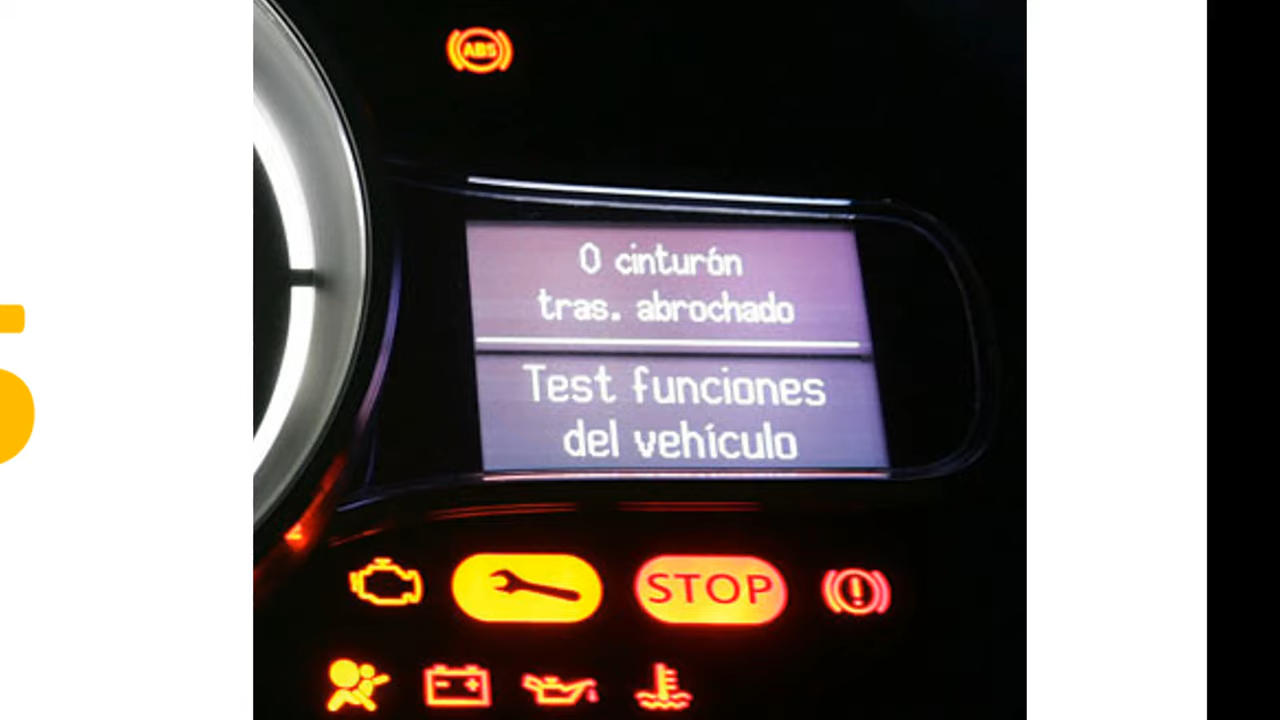 ABS
0 cinturón
tras. abrochado
Test funciones
del vehículo
STOP